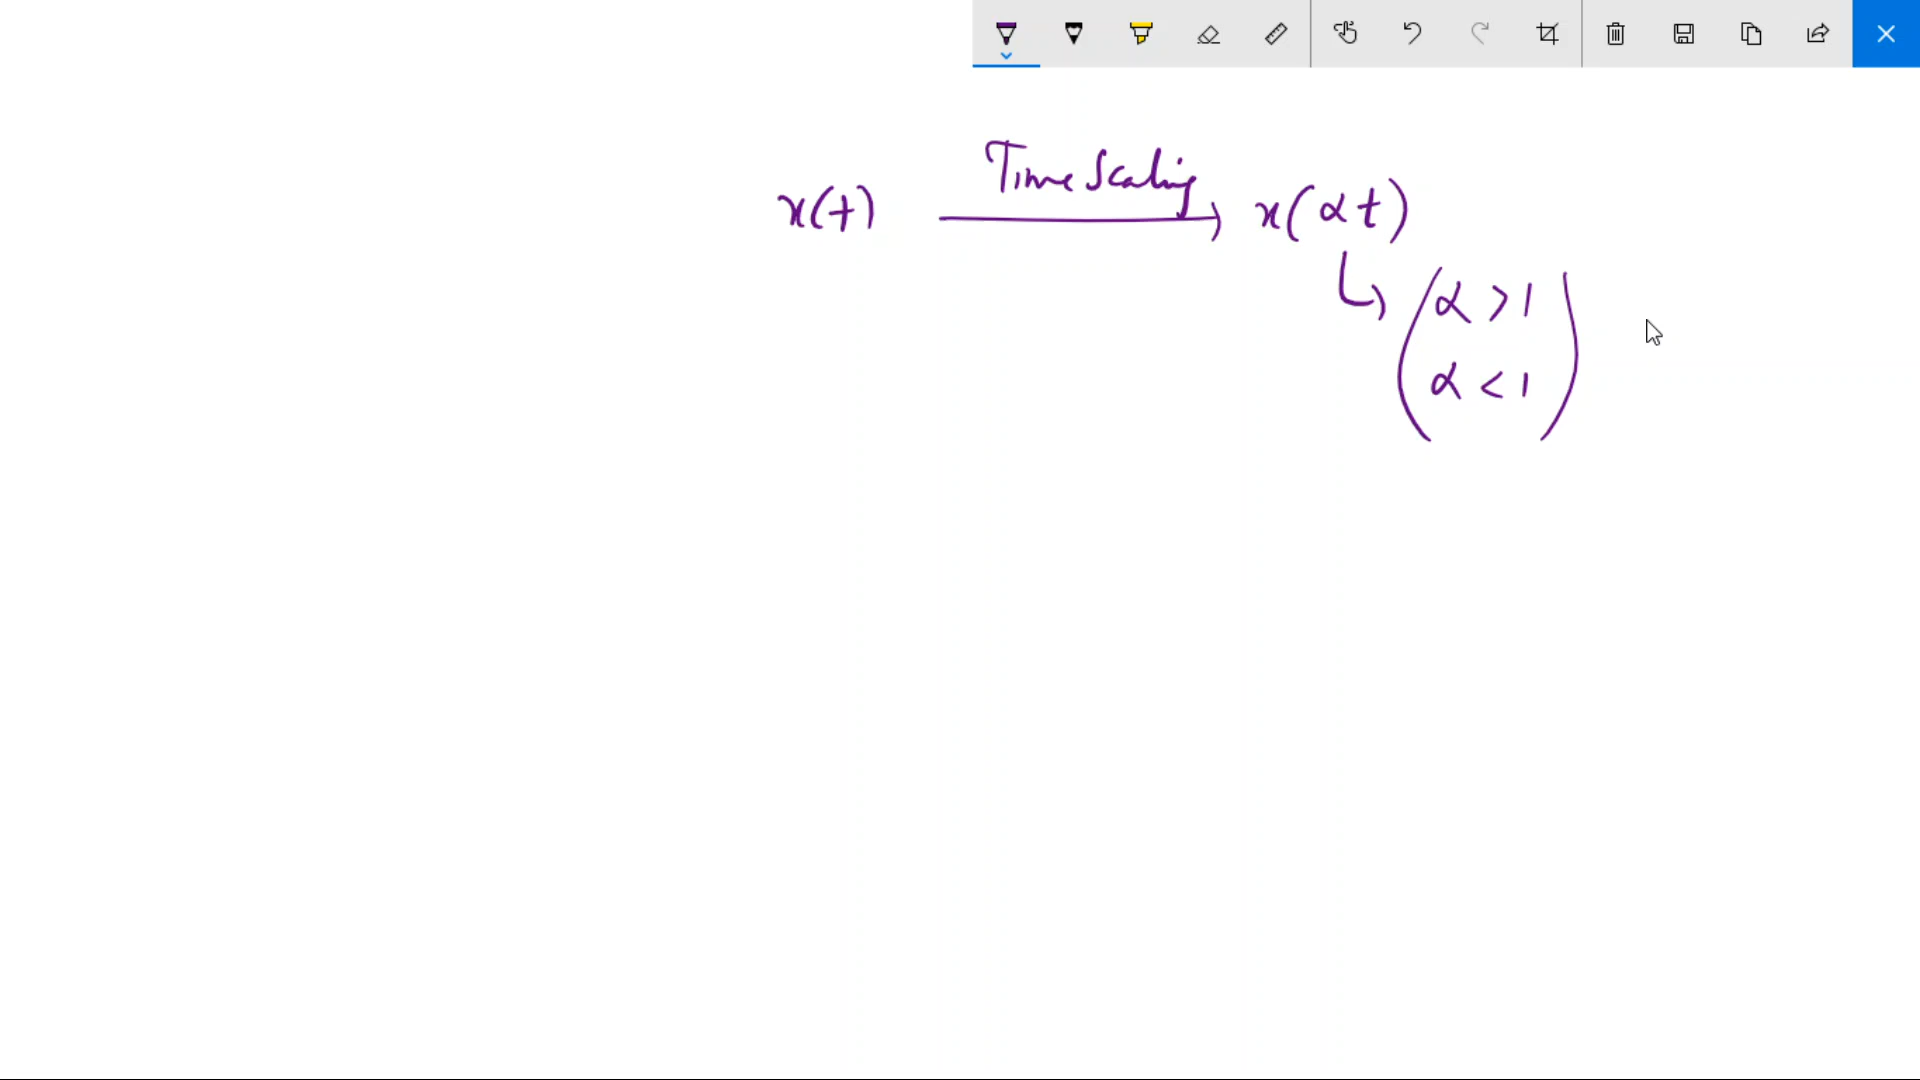 x(t) Time Scaling → x(αt)
↳ (α > 1
α < 1)